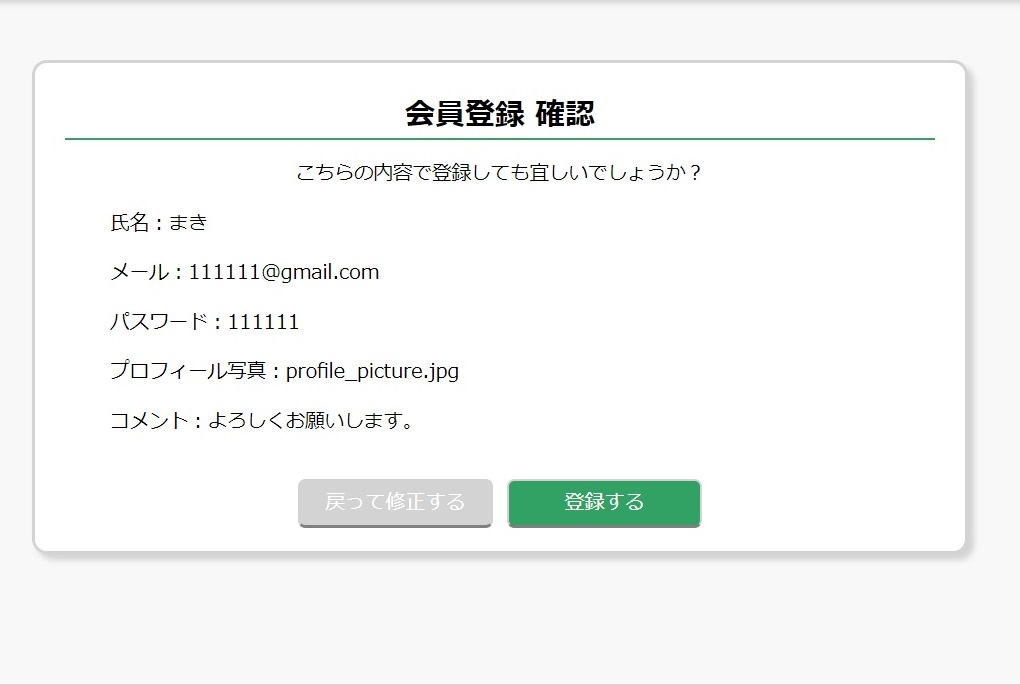 会員登録 確認
こちらの内容で登録しても宜しいでしょうか？
氏名：まき
メール：111111@gmail.com
パスワード：111111
プロフィール写真：profile_picture.jpg
コメント：よろしくお願いします。
戻って修正する 登録する